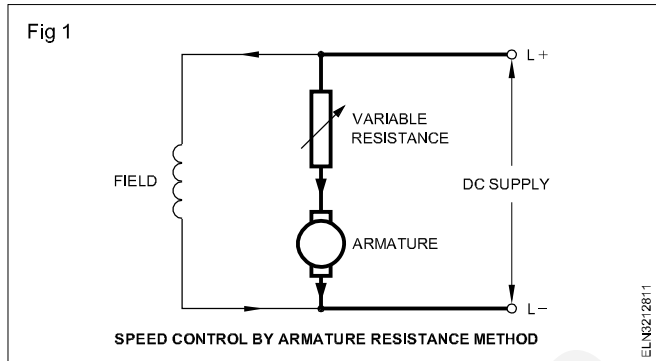 Fig 1
L +
VARIABLE
RESISTANCE
FIELD
DC SUPPLY
ARMATURE
L –
SPEED CONTROL BY ARMATURE RESISTANCE METHOD
ELN3212811